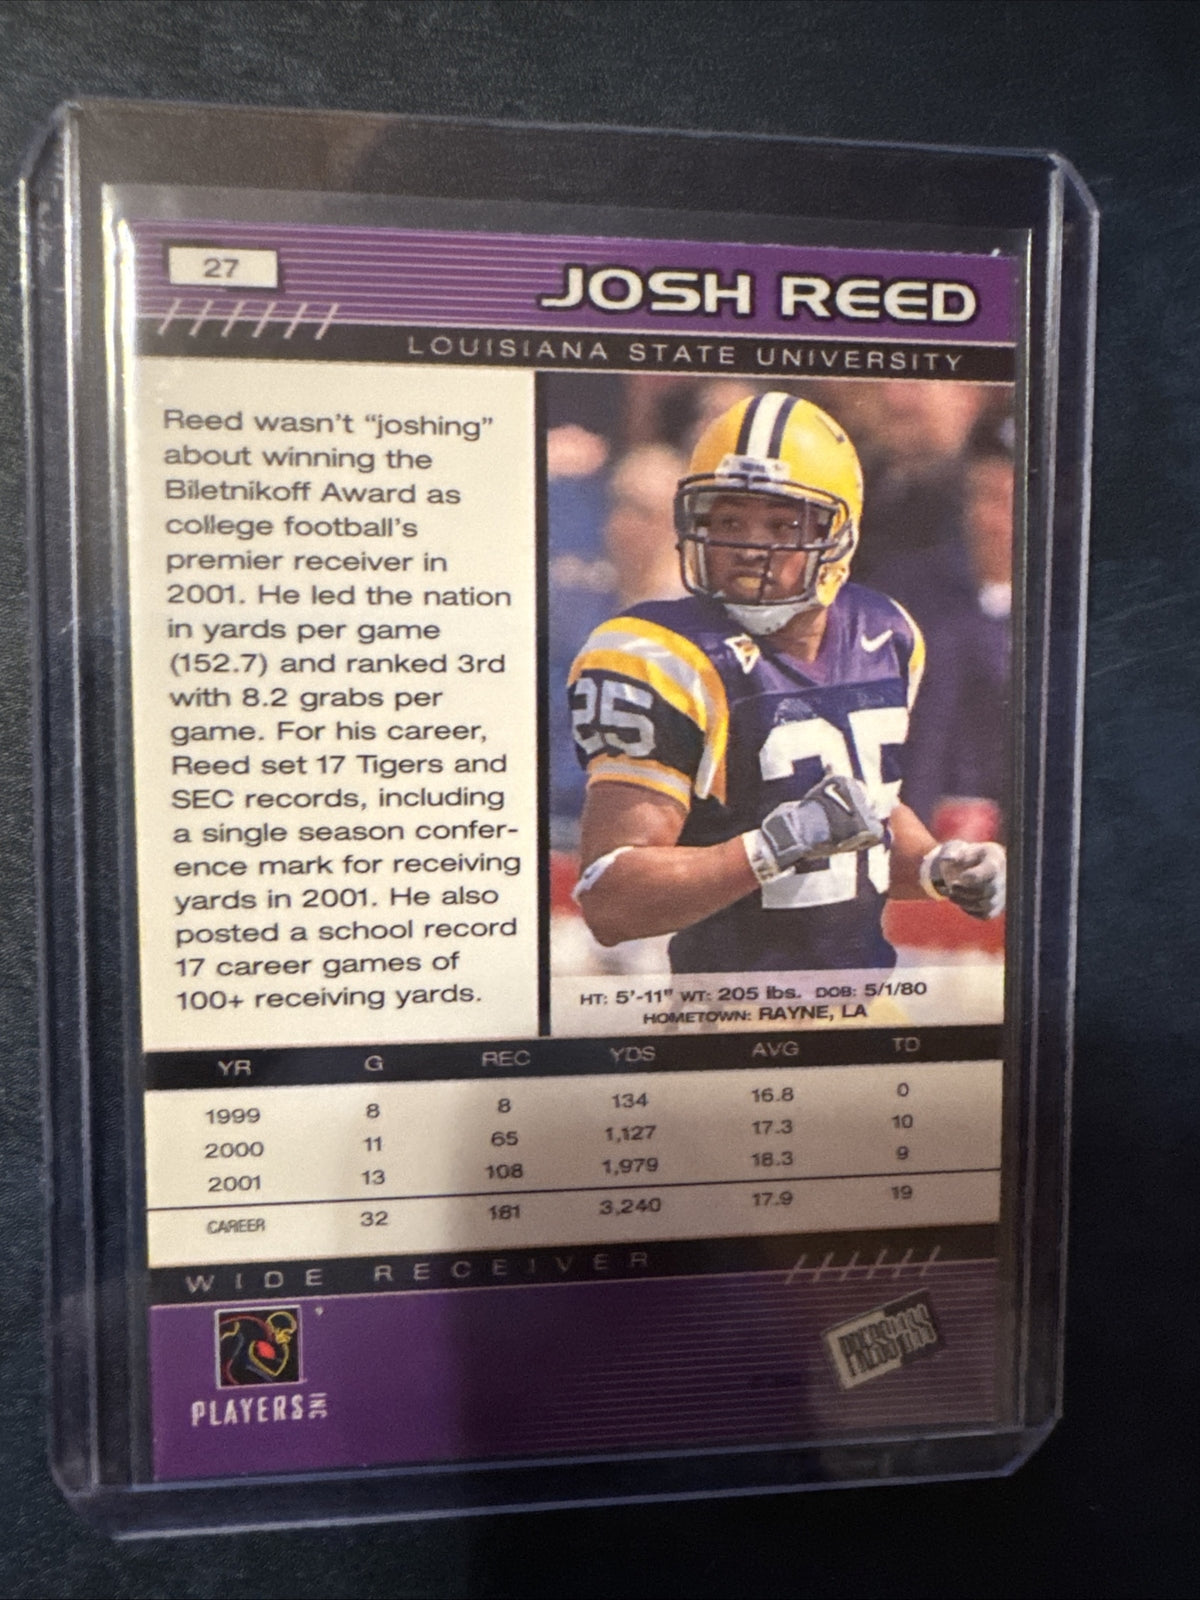 27
JOSH REED
LOUISIANA STATE UNIVERSITY
Reed wasn't "joshing"
about winning the
Biletnikoff Award as
college football's
premier receiver in
2001. He led the nation
in yards per game
(152.7) and ranked 3rd
with 8.2 grabs per
game. For his career,
Reed set 17 Tigers and
SEC records, including
a single season confer-
ence mark for receiving
yards in 2001. He also
posted a school record
17 career games of
100+ receiving yards.
25
25
HT: 5'-11" WT: 205 lbs. DOB: 5/1/80
HOMETOWN: RAYNE, LA
YR G REC YDS AVG TD
1999 8 8 134 16.8 0
2000 11 65 1,127 17.3 10
2001 13 108 1,979 18.3 9
CAREER 32 181 3,240 17.9 19
WIDE RECEIVER
PLAYERS INC